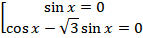 sin x = 0
cos x − √3 sin x = 0